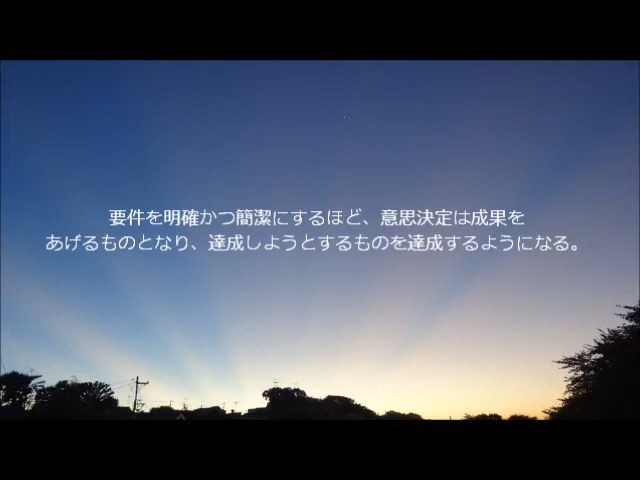 要件を明確かつ簡潔にするほど、意思決定は成果を
あげるものとなり、達成しようとするものを達成するようになる。